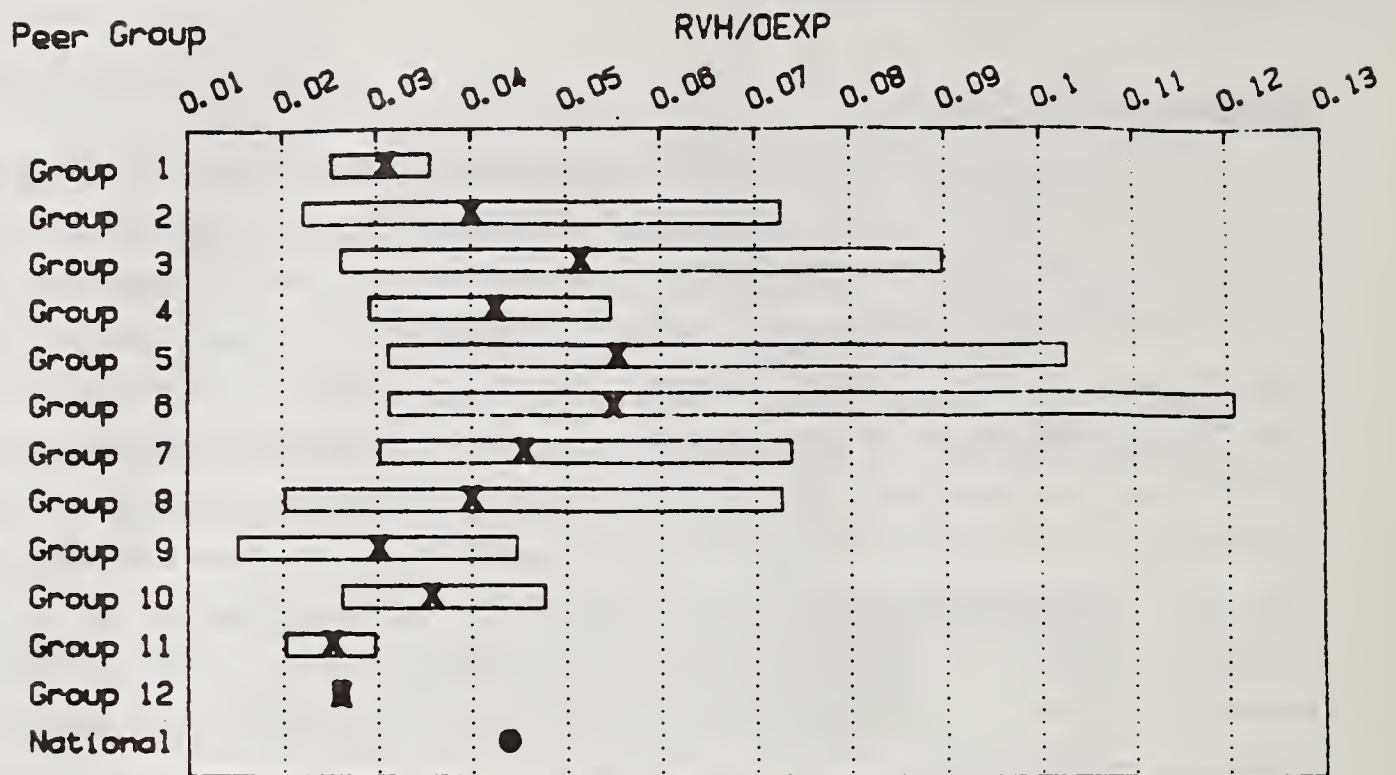 RVH/OEXP
Peer Group
0.01 0.02 0.03 0.04 0.05 0.06 0.07 0.08 0.09 0.1 0.11 0.12 0.13
Group 1
Group 2
Group 3
Group 4
Group 5
Group 6
Group 7
Group 8
Group 9
Group 10
Group 11
Group 12
National